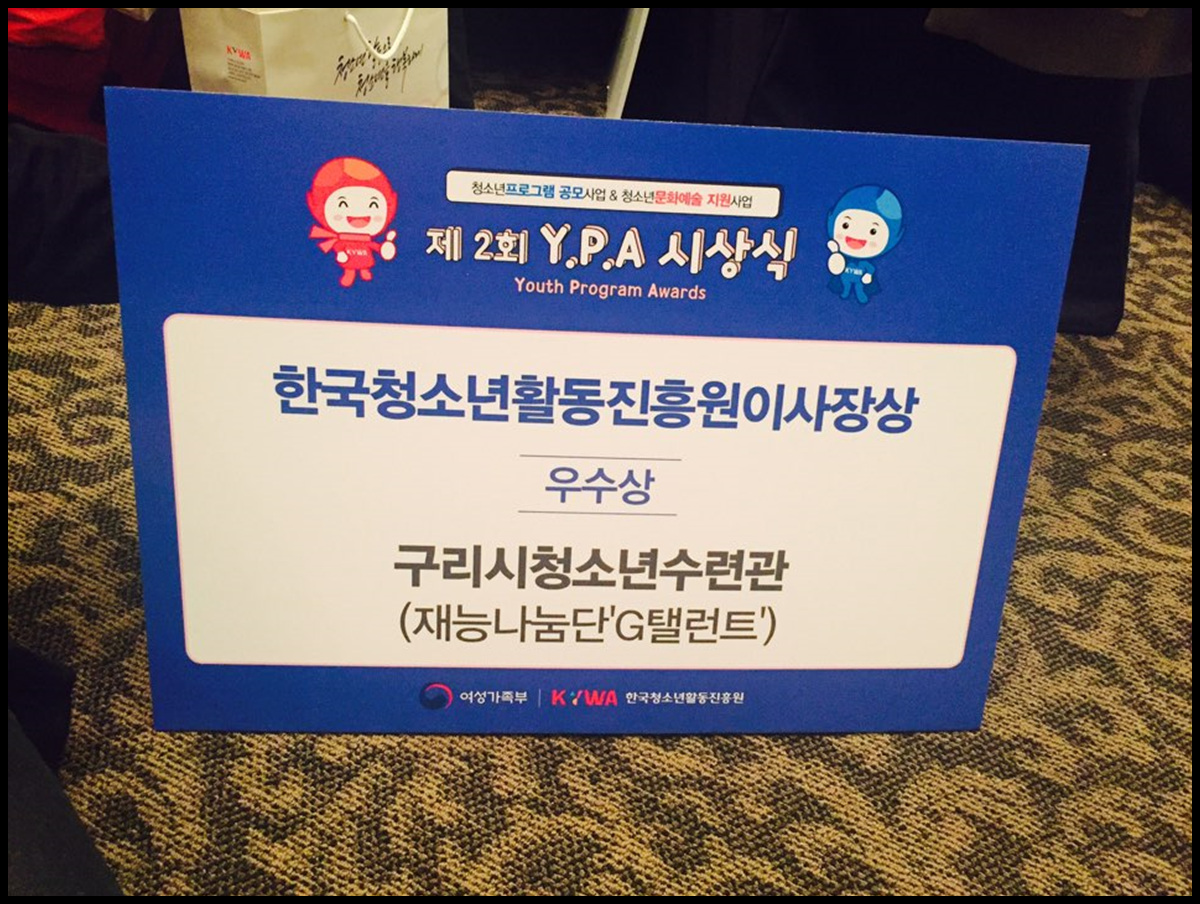 KYWA
청소년프로그램 공모사업 & 청소년문화예술 지원사업
제 2회 Y.P.A 시상식
Youth Program Awards
KYWA
KYWA
한국청소년활동진흥원이사장상
우수상
구리시청소년수련관
(재능나눔단'G탤런트')
여성가족부 | KYWA 한국청소년활동진흥원